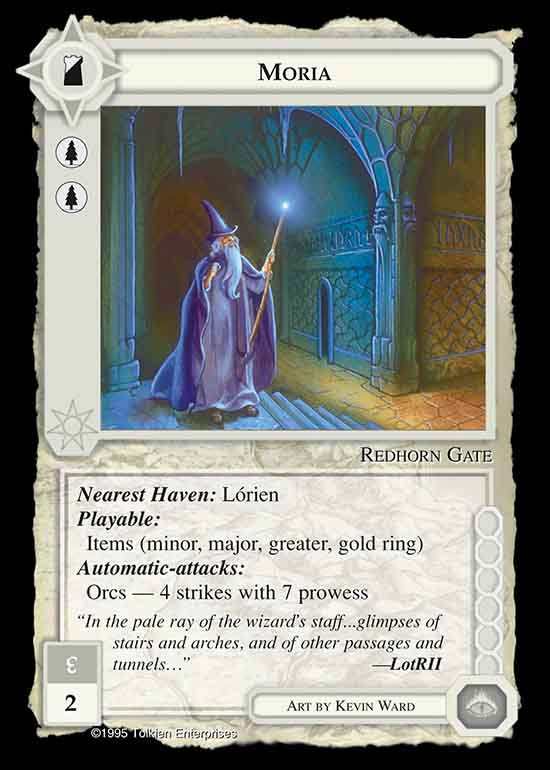 MORIA
REDHORN GATE
Nearest Haven: Lórien
Playable:
Items (minor, major, greater, gold ring)
Automatic-attacks:
Orcs — 4 strikes with 7 prowess
“In the pale ray of the wizard's staff...glimpses of
stairs and arches, and of other passages and
tunnels…” —LotRII
2
ART BY KEVIN WARD
©1995 Tolkien Enterprises